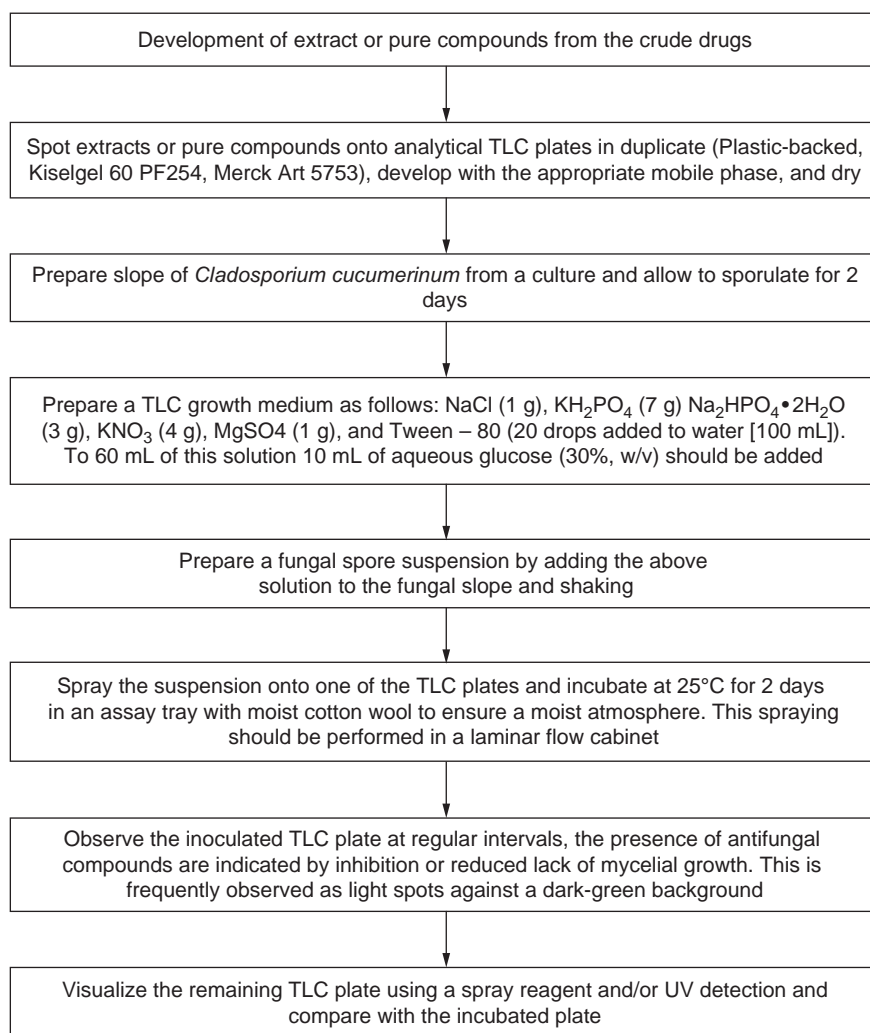 Development of extract or pure compounds from the crude drugs
Spot extracts or pure compounds onto analytical TLC plates in duplicate (Plastic-backed,
Kiselgel 60 PF254, Merck Art 5753), develop with the appropriate mobile phase, and dry
Prepare slope of Cladosporium cucumerinum from a culture and allow to sporulate for 2
days
Prepare a TLC growth medium as follows: NaCl (1 g), KH₂PO₄ (7 g) Na₂HPO₄•2H₂O
(3 g), KNO₃ (4 g), MgSO4 (1 g), and Tween – 80 (20 drops added to water [100 mL]).
To 60 mL of this solution 10 mL of aqueous glucose (30%, w/v) should be added
Prepare a fungal spore suspension by adding the above
solution to the fungal slope and shaking
Spray the suspension onto one of the TLC plates and incubate at 25°C for 2 days
in an assay tray with moist cotton wool to ensure a moist atmosphere. This spraying
should be performed in a laminar flow cabinet
Observe the inoculated TLC plate at regular intervals, the presence of antifungal
compounds are indicated by inhibition or reduced lack of mycelial growth. This is
frequently observed as light spots against a dark-green background
Visualize the remaining TLC plate using a spray reagent and/or UV detection and
compare with the incubated plate